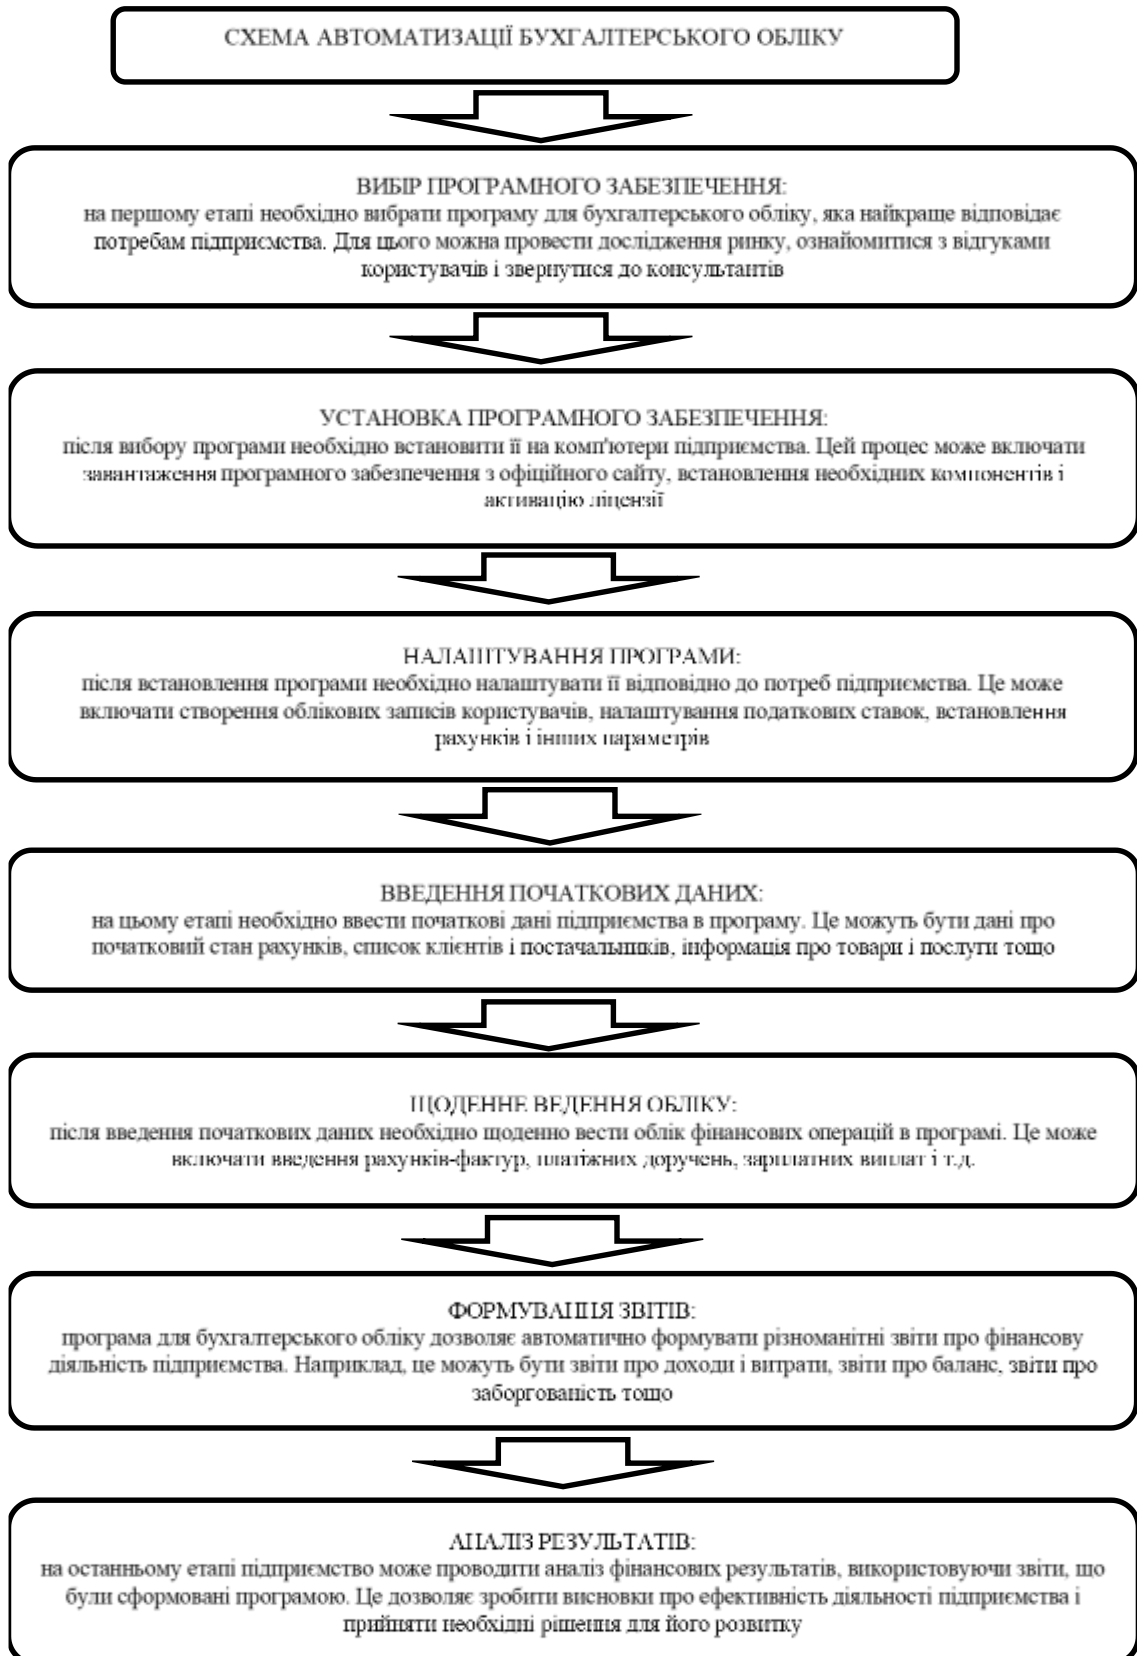 СХЕМА АВТОМАТИЗАЦІЇ БУХГАЛТЕРСЬКОГО ОБЛІКУ
ВИБІР ПРОГРАМНОГО ЗАБЕЗПЕЧЕННЯ:
на першому етапі необхідно вибрати програму для бухгалтерського обліку, яка найкраще відповідає
потребам підприємства. Для цього можна провести дослідження ринку, ознайомитися з відгуками
користувачів і звернутися до консультантів
УСТАНОВКА ПРОГРАМНОГО ЗАБЕЗПЕЧЕННЯ:
після вибору програми необхідно встановити її на комп'ютери підприємства. Цей процес може включати
завантаження програмного забезпечення з офіційного сайту, встановлення необхідних компонентів і
активацію ліцензії
НАЛАШТУВАННЯ ПРОГРАМИ:
після встановлення програми необхідно налаштувати її відповідно до потреб підприємства. Це може
включати створення облікових записів користувачів, налаштування податкових ставок, встановлення
рахунків і інших параметрів
ВВЕДЕННЯ ПОЧАТКОВИХ ДАНИХ:
на цьому етапі необхідно ввести початкові дані підприємства в програму. Це можуть бути дані про
початковий стан рахунків, список клієнтів і постачальників, інформація про товари і послуги тощо
ЩОДЕННЕ ВЕДЕННЯ ОБЛІКУ:
після введення початкових даних необхідно щоденно вести облік фінансових операцій в програмі. Це може
включати введення рахунків-фактур, платіжних доручень, зарплатних виплат і т.д.
ФОРМУВАННЯ ЗВІТІВ:
програма для бухгалтерського обліку дозволяє автоматично формувати різноманітні звіти про фінансову
діяльність підприємства. Наприклад, це можуть бути звіти про доходи і витрати, звіти про баланс, звіти про
заборгованість тощо
АНАЛІЗ РЕЗУЛЬТАТІВ:
на останньому етапі підприємство може проводити аналіз фінансових результатів, використовуючи звіти, що
були сформовані програмою. Це дозволяє зробити висновки про ефективність діяльності підприємства і
прийняти необхідні рішення для його розвитку